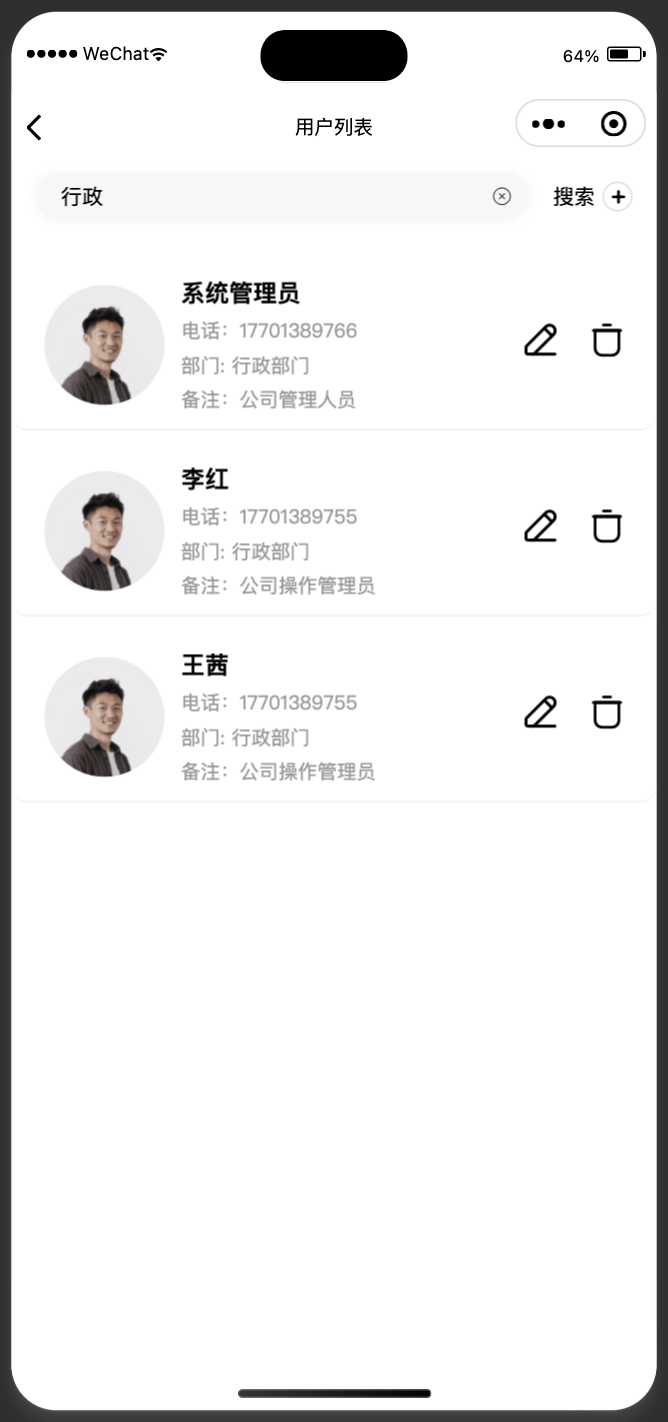 WeChat
64%
用户列表
行政
搜索
系统管理员
电话：17701389766
部门: 行政部门
备注：公司管理人员
李红
电话：17701389755
部门: 行政部门
备注：公司操作管理员
王茜
电话：17701389755
部门: 行政部门
备注：公司操作管理员